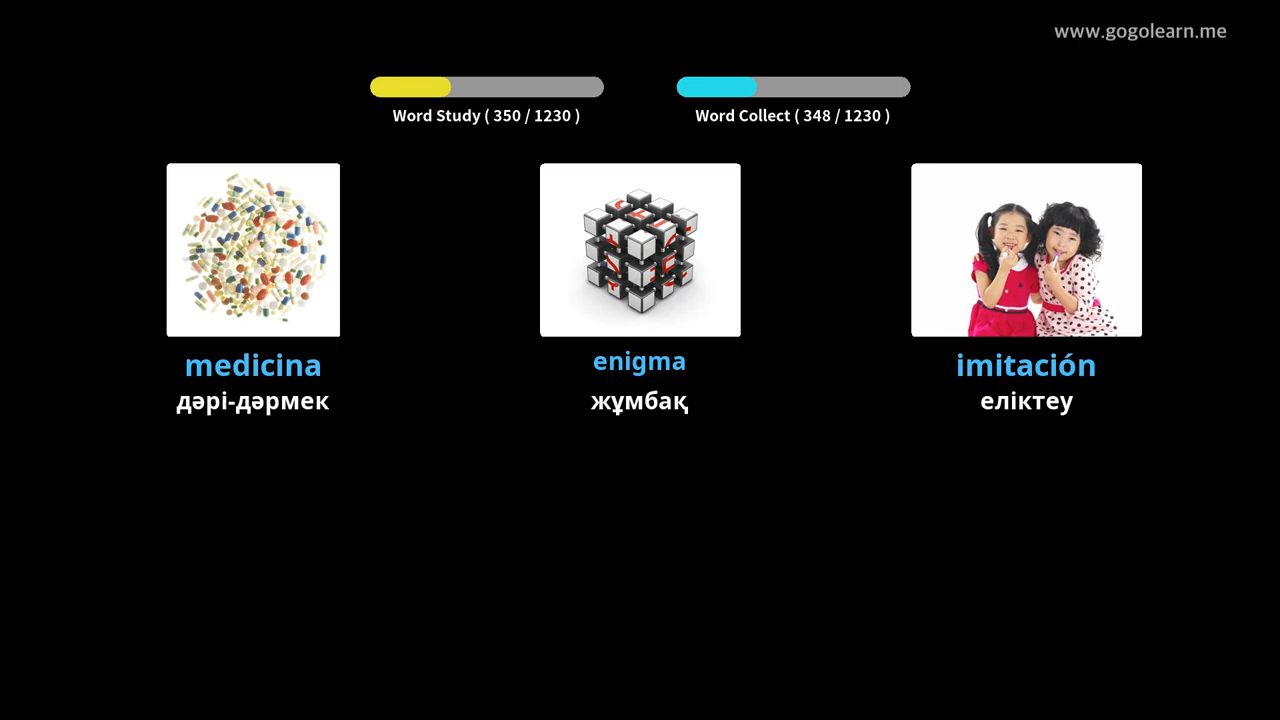 www.gogolearn.me
Word Study ( 350 / 1230 )
Word Collect ( 348 / 1230 )
medicina
дәрі-дәрмек
enigma
жұмбақ
imitación
еліктеу